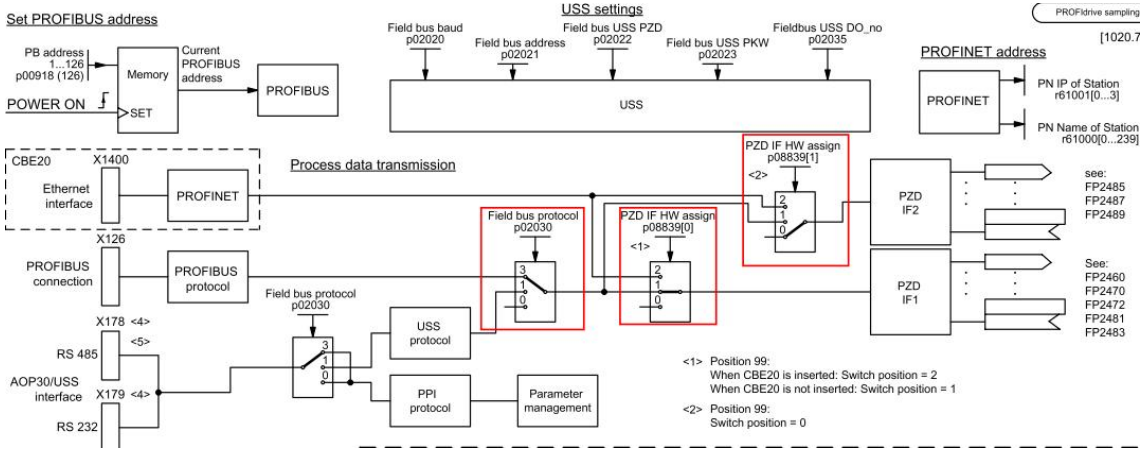 Set PROFIBUS address
PB address
1...126
p00918 (126)
POWER ON
Memory
SET
Current
PROFIBUS
address
PROFIBUS
USS settings
Field bus baud
p02020
Field bus address
p02021
Field bus USS PZD
p02022
Field bus USS PKW
p02023
Fieldbus USS DO_no
p02035
USS
PROFIdrive sampling
[1020.7
PROFINET address
PROFINET
PN IP of Station
r61001[0...3]
PN Name of Station
r61000[0...239]
CBE20
X1400
Ethernet
interface
PROFINET
Process data transmission
PZD IF HW assign
p08839[1]
<2>
2
1
0
PZD
IF2
see:
FP2485
FP2487
FP2489
X126
PROFIBUS
connection
PROFIBUS
protocol
Field bus protocol
p02030
3
1
0
PZD IF HW assign
p08839[0]
<1>
2
1
0
PZD
IF1
See:
FP2460
FP2470
FP2472
FP2481
FP2483
X178 <4>
<5>
RS 485
AOP30/USS
interface
X179 <4>
RS 232
Field bus protocol
p02030
3
1
0
USS
protocol
PPI
protocol
Parameter
management
<1> Position 99:
When CBE20 is inserted: Switch position = 2
When CBE20 is not inserted: Switch position = 1
<2> Position 99:
Switch position = 0